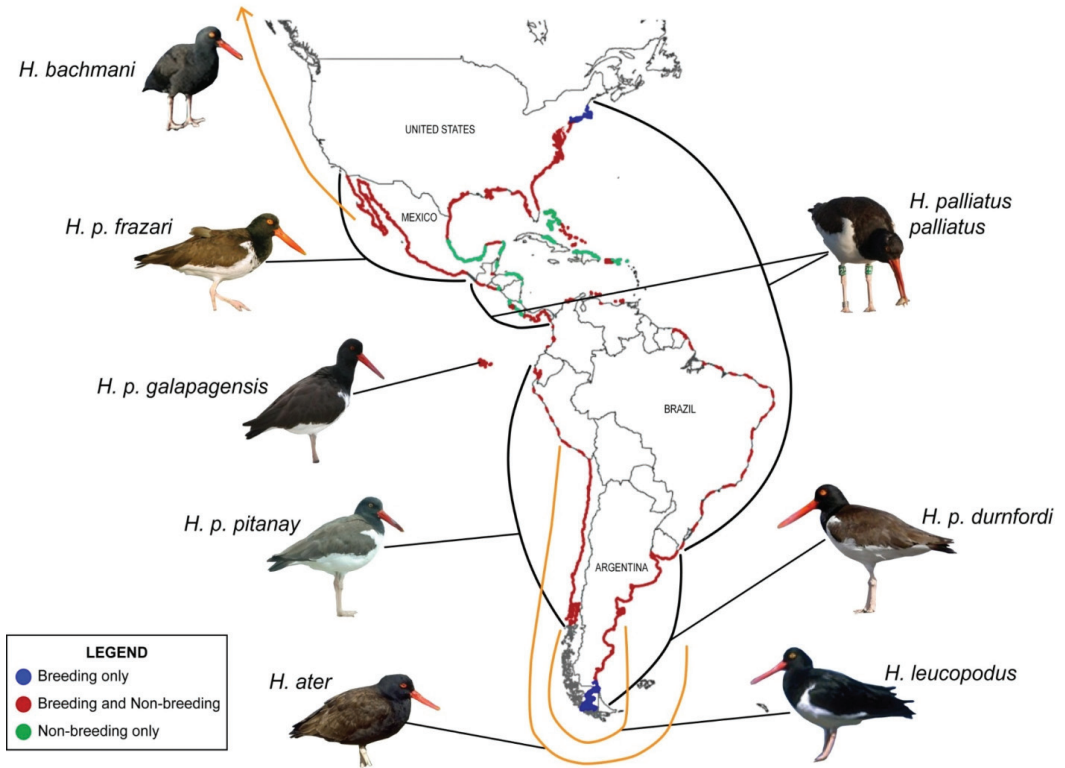 H. bachmani
UNITED STATES
H. p. frazari
MEXICO
H. palliatus
palliatus
H. p. galapagensis
BRAZIL
H. p. pitanay
H. p. durnfordi
ARGENTINA
LEGEND
Breeding only
Breeding and Non-breeding
Non-breeding only
H. ater
H. leucopodus